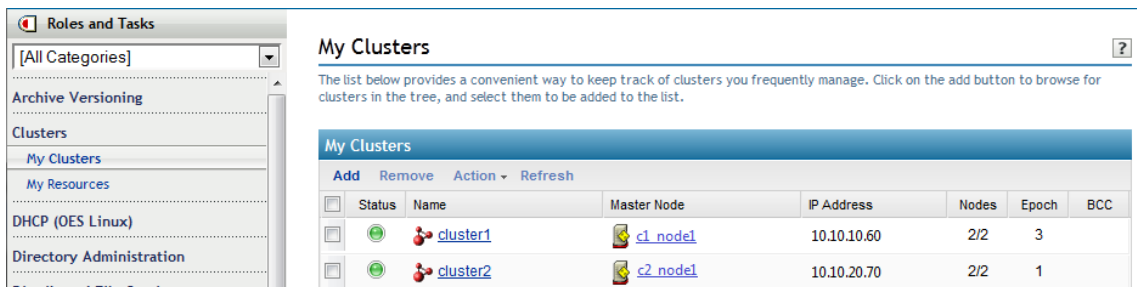 Roles and Tasks
[All Categories]
Archive Versioning
Clusters
My Clusters
My Resources
DHCP (OES Linux)
Directory Administration
My Clusters
?
The list below provides a convenient way to keep track of clusters you frequently manage. Click on the add button to browse for
clusters in the tree, and select them to be added to the list.
My Clusters
Add Remove Action Refresh
Status Name Master Node IP Address Nodes Epoch BCC
cluster1 c1_node1 10.10.10.60 2/2 3
cluster2 c2_node1 10.10.20.70 2/2 1